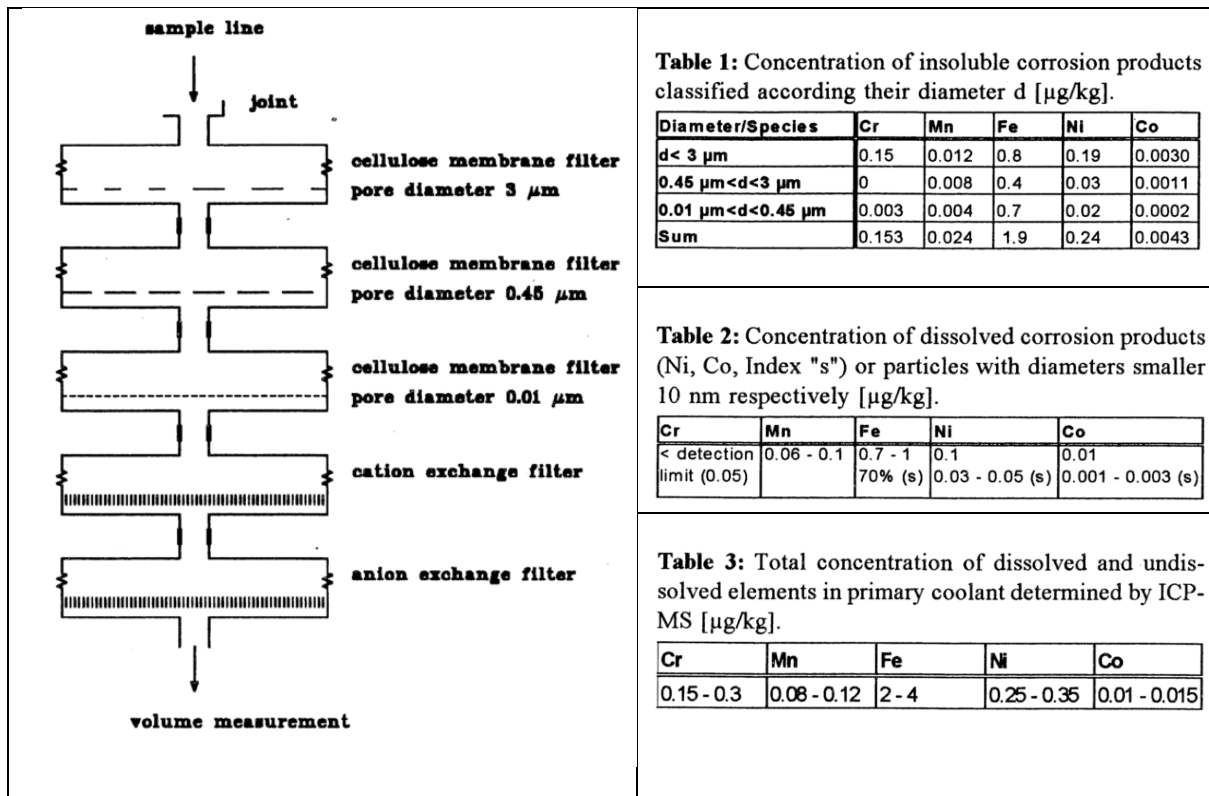 sample line
joint
cellulose membrane filter
pore diameter 3 μm
cellulose membrane filter
pore diameter 0.45 μm
cellulose membrane filter
pore diameter 0.01 μm
cation exchange filter
anion exchange filter
volume measurement
Table 1: Concentration of insoluble corrosion products
classified according their diameter d [μg/kg].
Diameter/Species Cr Mn Fe Ni Co
d< 3 μm 0.15 0.012 0.8 0.19 0.0030
0.45 μm<d<3 μm 0 0.008 0.4 0.03 0.0011
0.01 μm<d<0.45 μm 0.003 0.004 0.7 0.02 0.0002
Sum 0.153 0.024 1.9 0.24 0.0043
Table 2: Concentration of dissolved corrosion products
(Ni, Co, Index "s") or particles with diameters smaller
10 nm respectively [μg/kg].
Cr Mn Fe Ni Co
< detection 0.06 - 0.1 0.7 - 1 0.1 0.01
limit (0.05) 70% (s) 0.03 - 0.05 (s) 0.001 - 0.003 (s)
Table 3: Total concentration of dissolved and undis-
solved elements in primary coolant determined by ICP-
MS [μg/kg].
Cr Mn Fe Ni Co
0.15 - 0.3 0.08 - 0.12 2 - 4 0.25 - 0.35 0.01 - 0.015